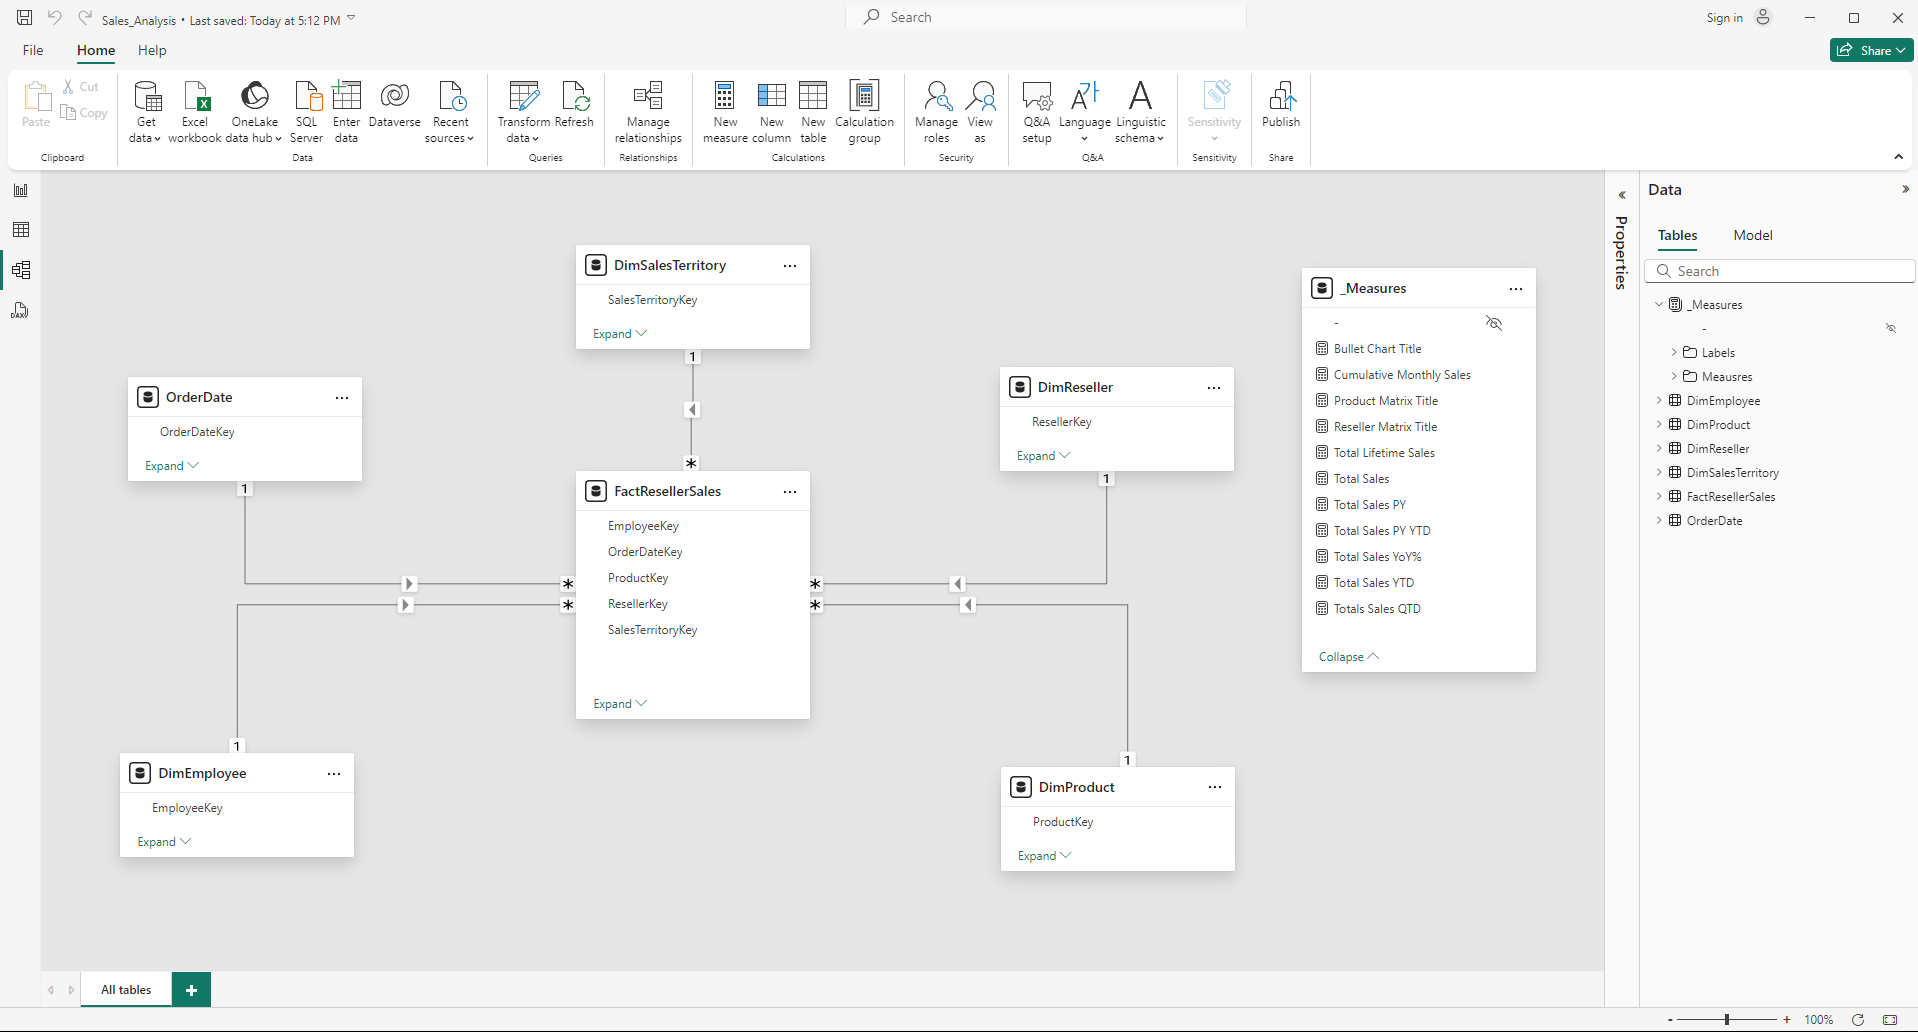 Sales_Analysis • Last saved: Today at 5:12 PM
Search
Sign in
File Home Help
Share
Paste
Cut
Copy
Clipboard
Get data
Excel workbook
OneLake data hub
SQL Server
Enter data
Dataverse
Recent sources
Data
Transform data
Refresh
Queries
Manage relationships
Relationships
New measure
New column
New table
Calculation group
Calculations
Manage roles
View as
Security
Q&A setup
Language
Linguistic schema
Q&A
Sensitivity
Sensitivity
Publish
Share
DAX
DimSalesTerritory
SalesTerritoryKey
Expand
1
*
OrderDate
OrderDateKey
Expand
1
*
DimReseller
ResellerKey
Expand
1
*
FactResellerSales
EmployeeKey
OrderDateKey
ProductKey
ResellerKey
SalesTerritoryKey
Expand
*
*
1
DimEmployee
EmployeeKey
Expand
1
DimProduct
ProductKey
Expand
_Measures
-
Bullet Chart Title
Cumulative Monthly Sales
Product Matrix Title
Reseller Matrix Title
Total Lifetime Sales
Total Sales
Total Sales PY
Total Sales PY YTD
Total Sales YoY%
Total Sales YTD
Totals Sales QTD
Collapse
Properties
Data
Tables Model
Search
_Measures
-
Labels
Meausres
DimEmployee
DimProduct
DimReseller
DimSalesTerritory
FactResellerSales
OrderDate
All tables
+
- + 100%